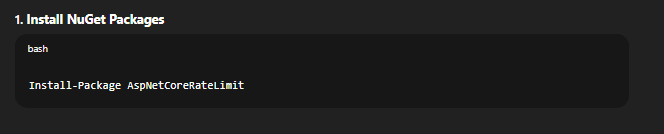 1. Install NuGet Packages
bash
Install-Package AspNetCoreRateLimit